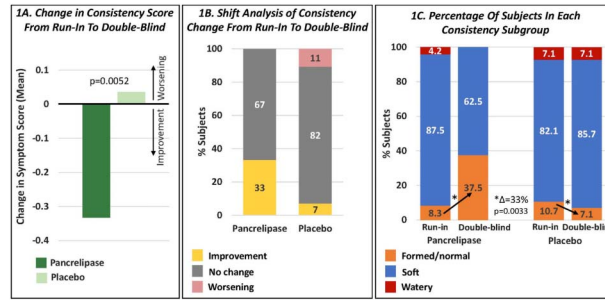 1A. Change in Consistency Score
From Run-In To Double-Blind
Change in Symptom Score (Mean)
0.1
0
-0.1
-0.2
-0.3
-0.4
p=0.0052
Worsening
Improvement
Pancrelipase
Placebo
1B. Shift Analysis of Consistency
Change From Run-In To Double-Blind
% Subjects
100
80
60
40
20
0
67
33
11
82
7
Pancrelipase
Placebo
Improvement
No change
Worsening
1C. Percentage Of Subjects In Each
Consistency Subgroup
% Subjects
100
80
60
40
20
0
4.2
87.5
8.3
62.5
37.5
*
*Δ=33%
p=0.0033
7.1
82.1
10.7
*
7.1
85.7
7.1
Run-in Double-blind
Pancrelipase
Run-in Double-blind
Placebo
Formed/normal
Soft
Watery